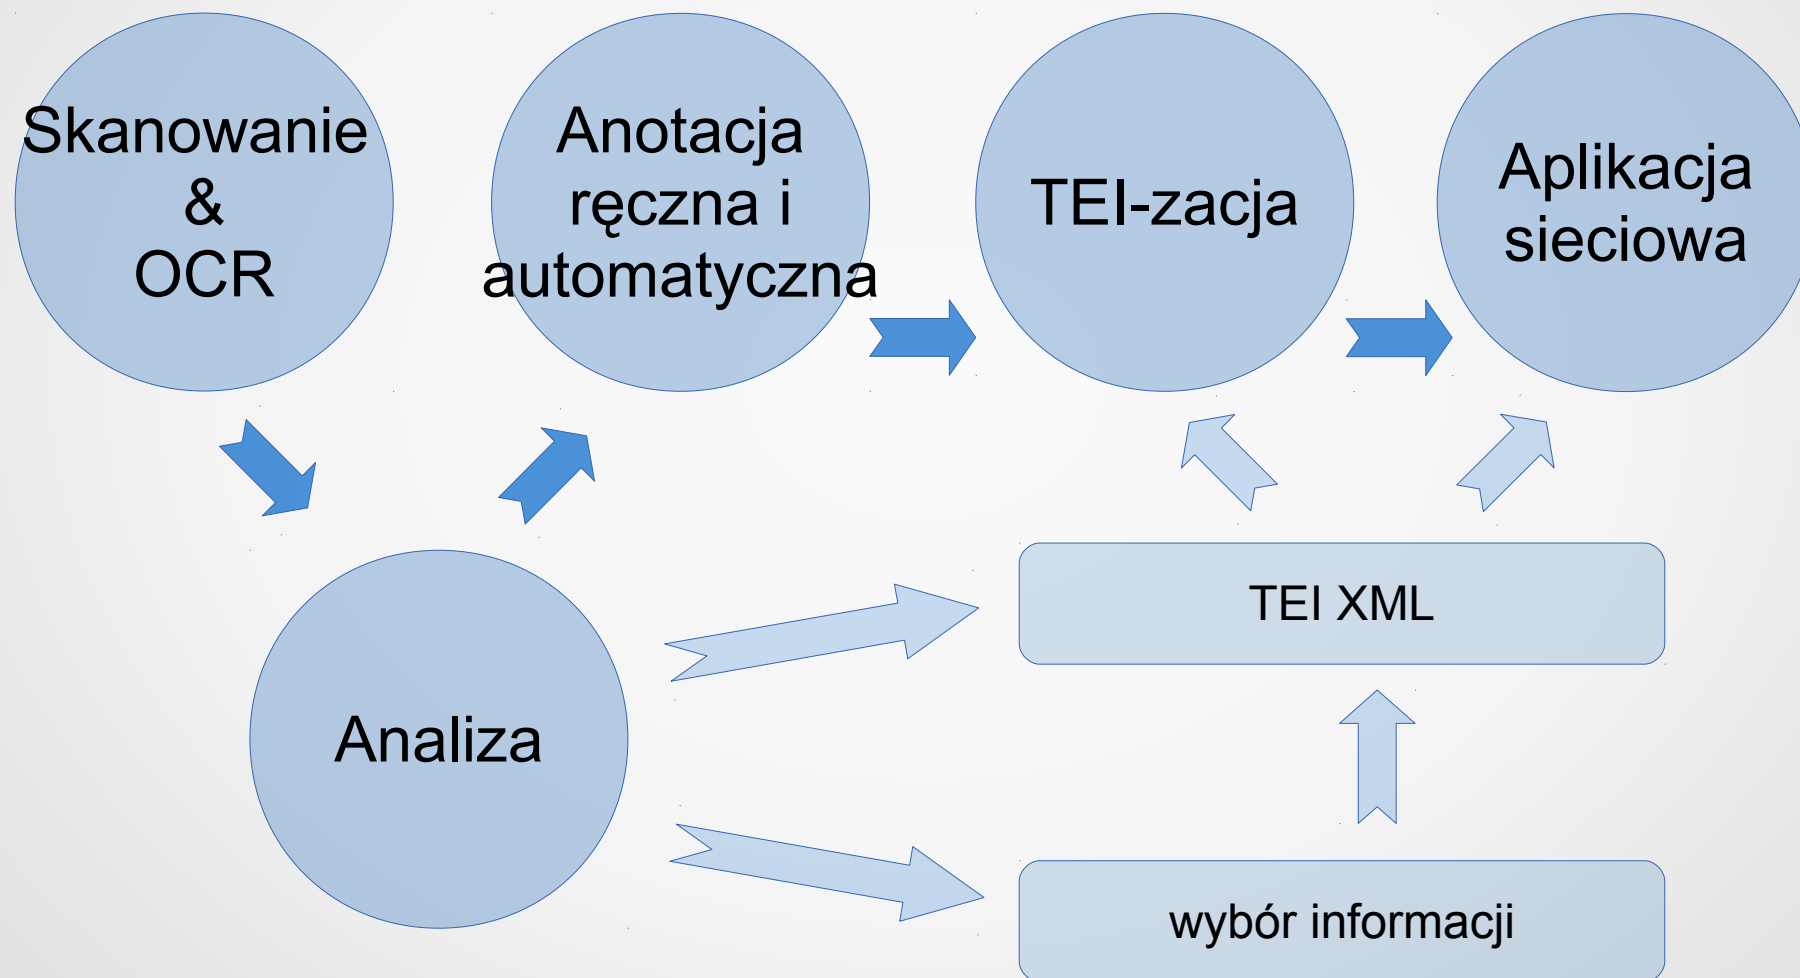 Skanowanie
&
OCR
Anotacja
ręczna i
automatyczna
TEI-zacja
Aplikacja
sieciowa
Analiza
TEI XML
wybór informacji